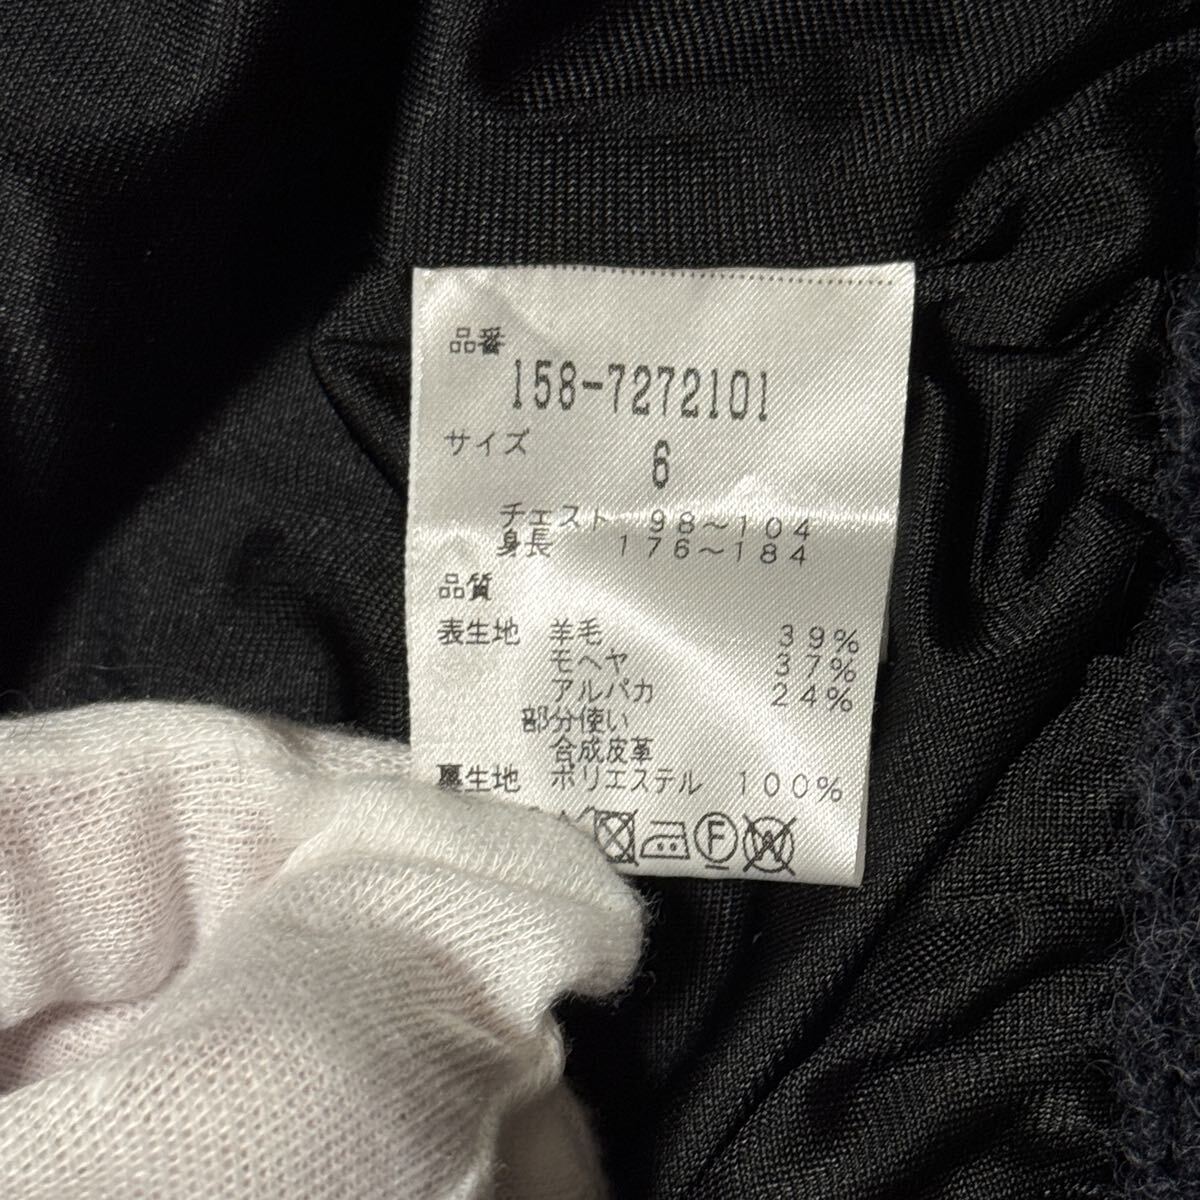 品番
158-7272101
サイズ
6
チェスト 98～104
身長 176～184
品質
表生地 羊毛 39%
モヘヤ 37%
アルパカ 24%
部分使い
合成皮革
裏生地 ポリエステル 100%
F W